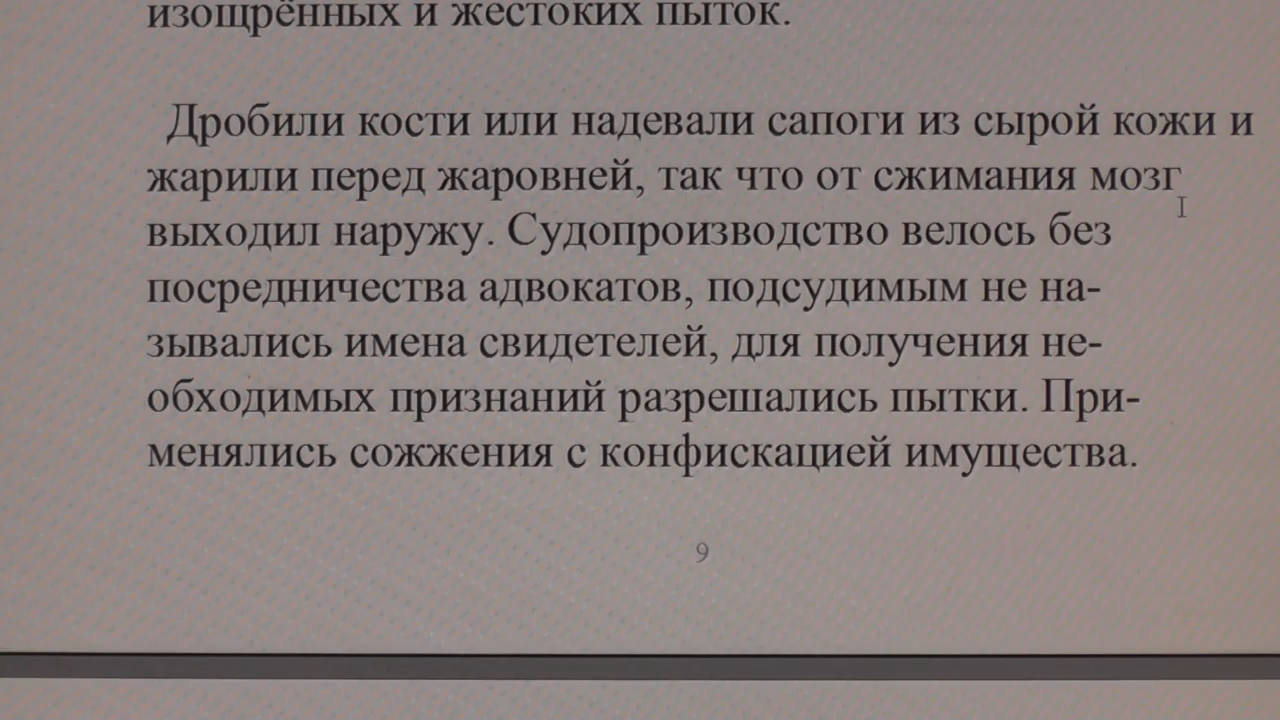 изощрённых и жестоких пыток.
Дробили кости или надевали сапоги из сырой кожи и
жарили перед жаровней, так что от сжимания мозг
выходил наружу. Судопроизводство велось без
посредничества адвокатов, подсудимым не на-
зывались имена свидетелей, для получения не-
обходимых признаний разрешались пытки. При-
менялись сожжения с конфискацией имущества.
9